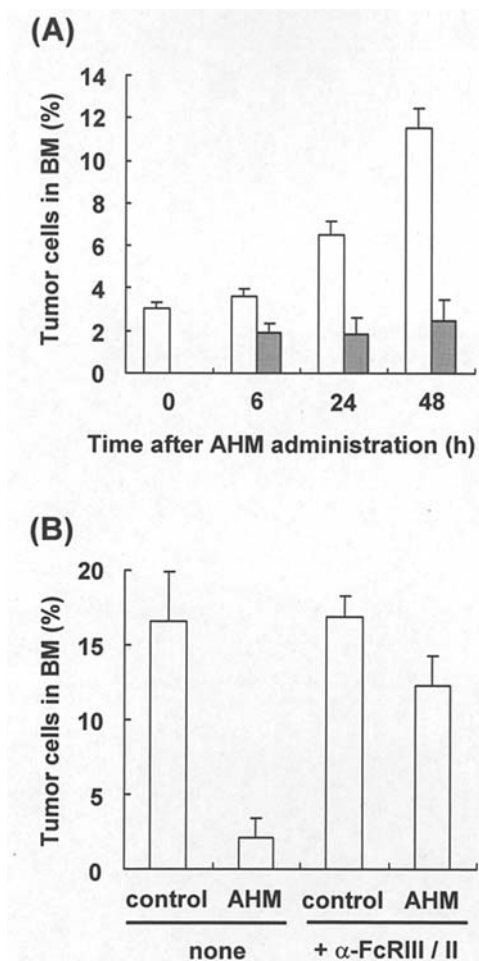 (A)
Tumor cells in BM (%)
14
12
10
8
6
4
2
0
0 6 24 48
Time after AHM administration (h)
(B)
Tumor cells in BM (%)
20
15
10
5
0
control AHM control AHM
none + α-FcRIII / II